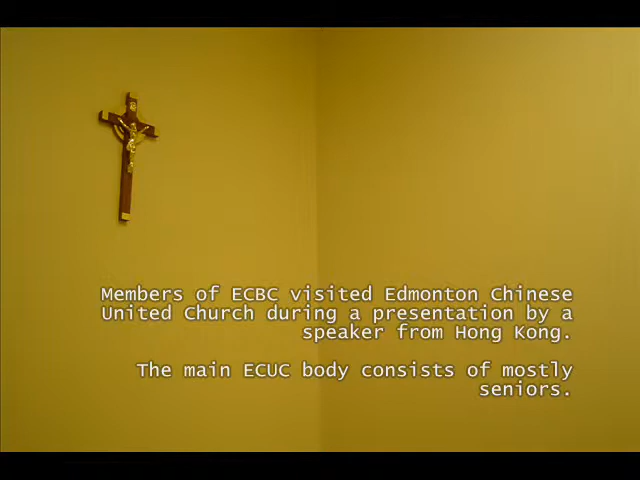 Members of ECBC visited Edmonton Chinese
United Church during a presentation by a
speaker from Hong Kong.
The main ECUC body consists of mostly
seniors.